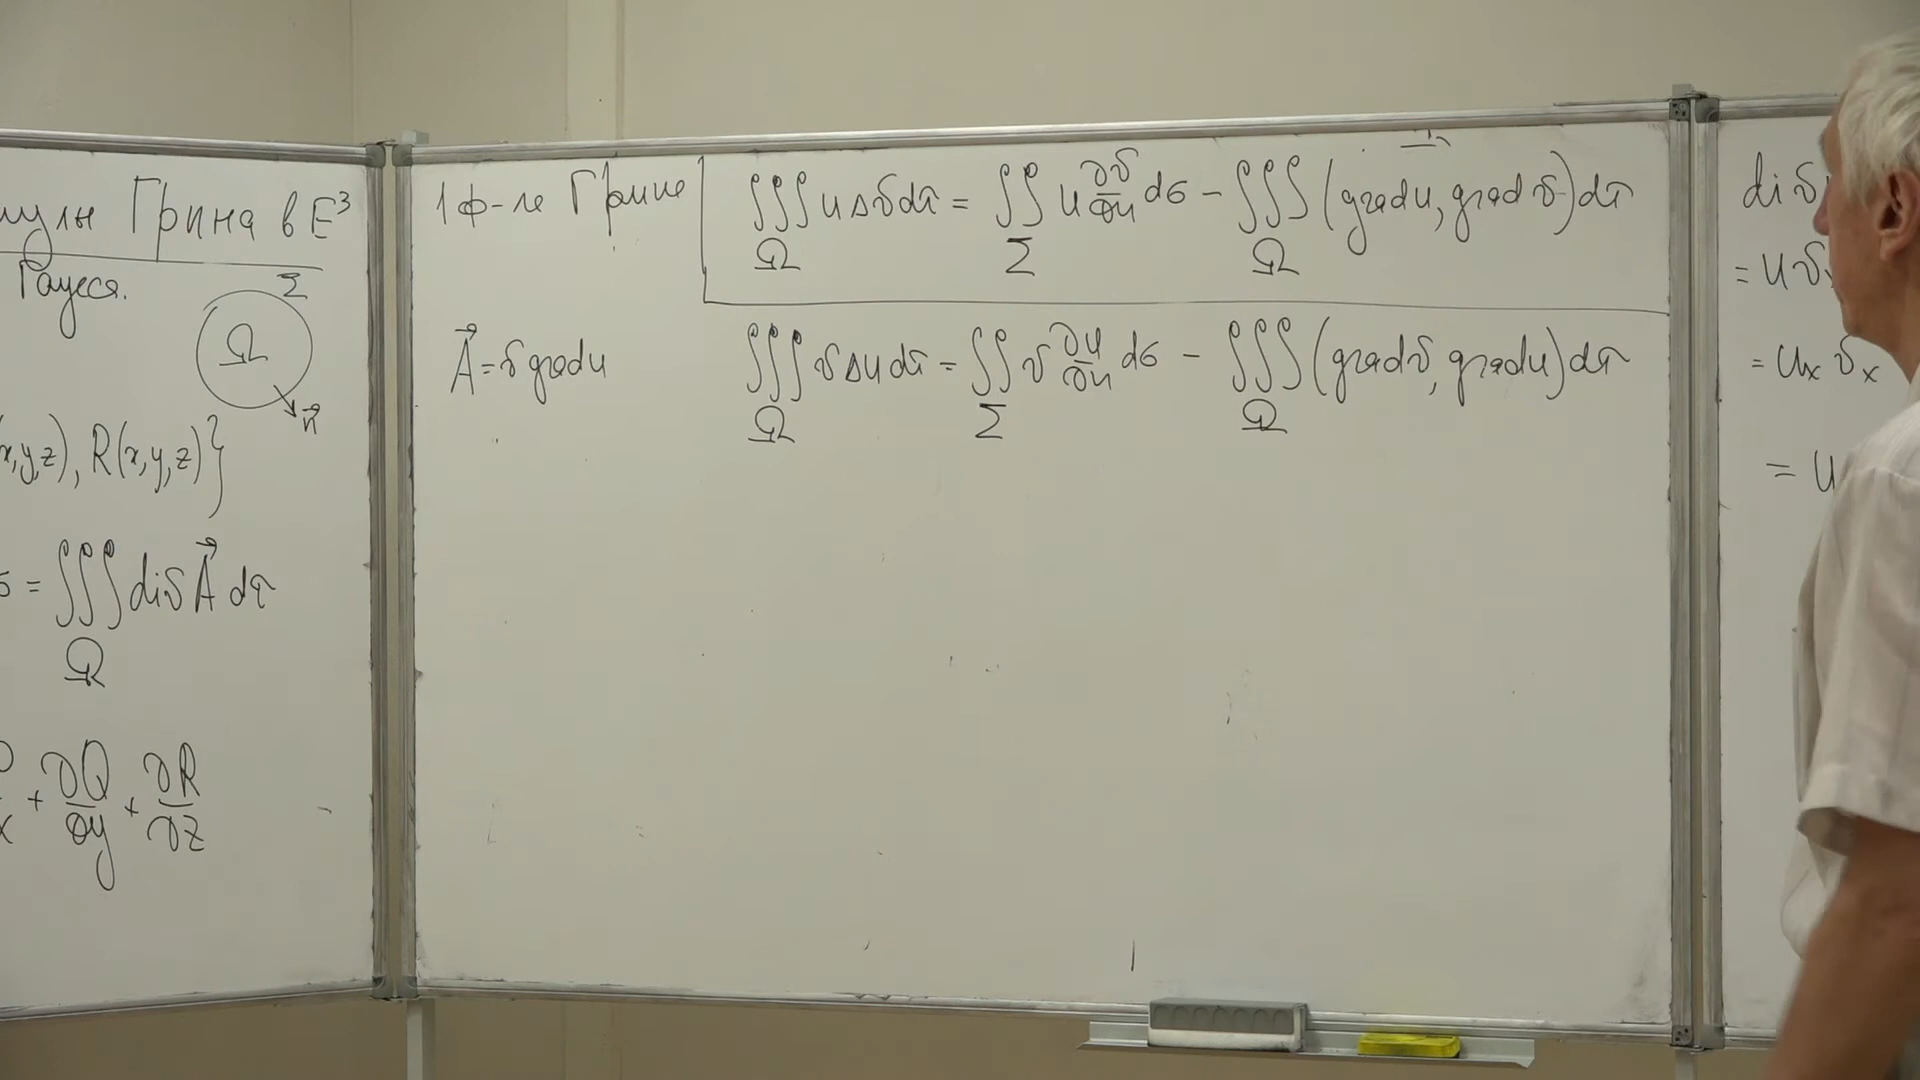 Грина в E³
Гаусса.
Σ
Ω
n⃗
x,y,z), R(x,y,z)}
σ = ∭ div A⃗ dτ
Ω
+ ∂Q/∂y + ∂R/∂z
1 ф-ла Грина
∭ u Δv dτ = ∬ u ∂v/∂n dσ − ∭ (grad u, grad v) dτ
Ω Σ Ω
A⃗ = v grad u
∭ v Δu dτ = ∬ v ∂u/∂n dσ − ∭ (grad v, grad u) dτ
Ω Σ Ω
div
= u v
= uₓ vₓ
= u